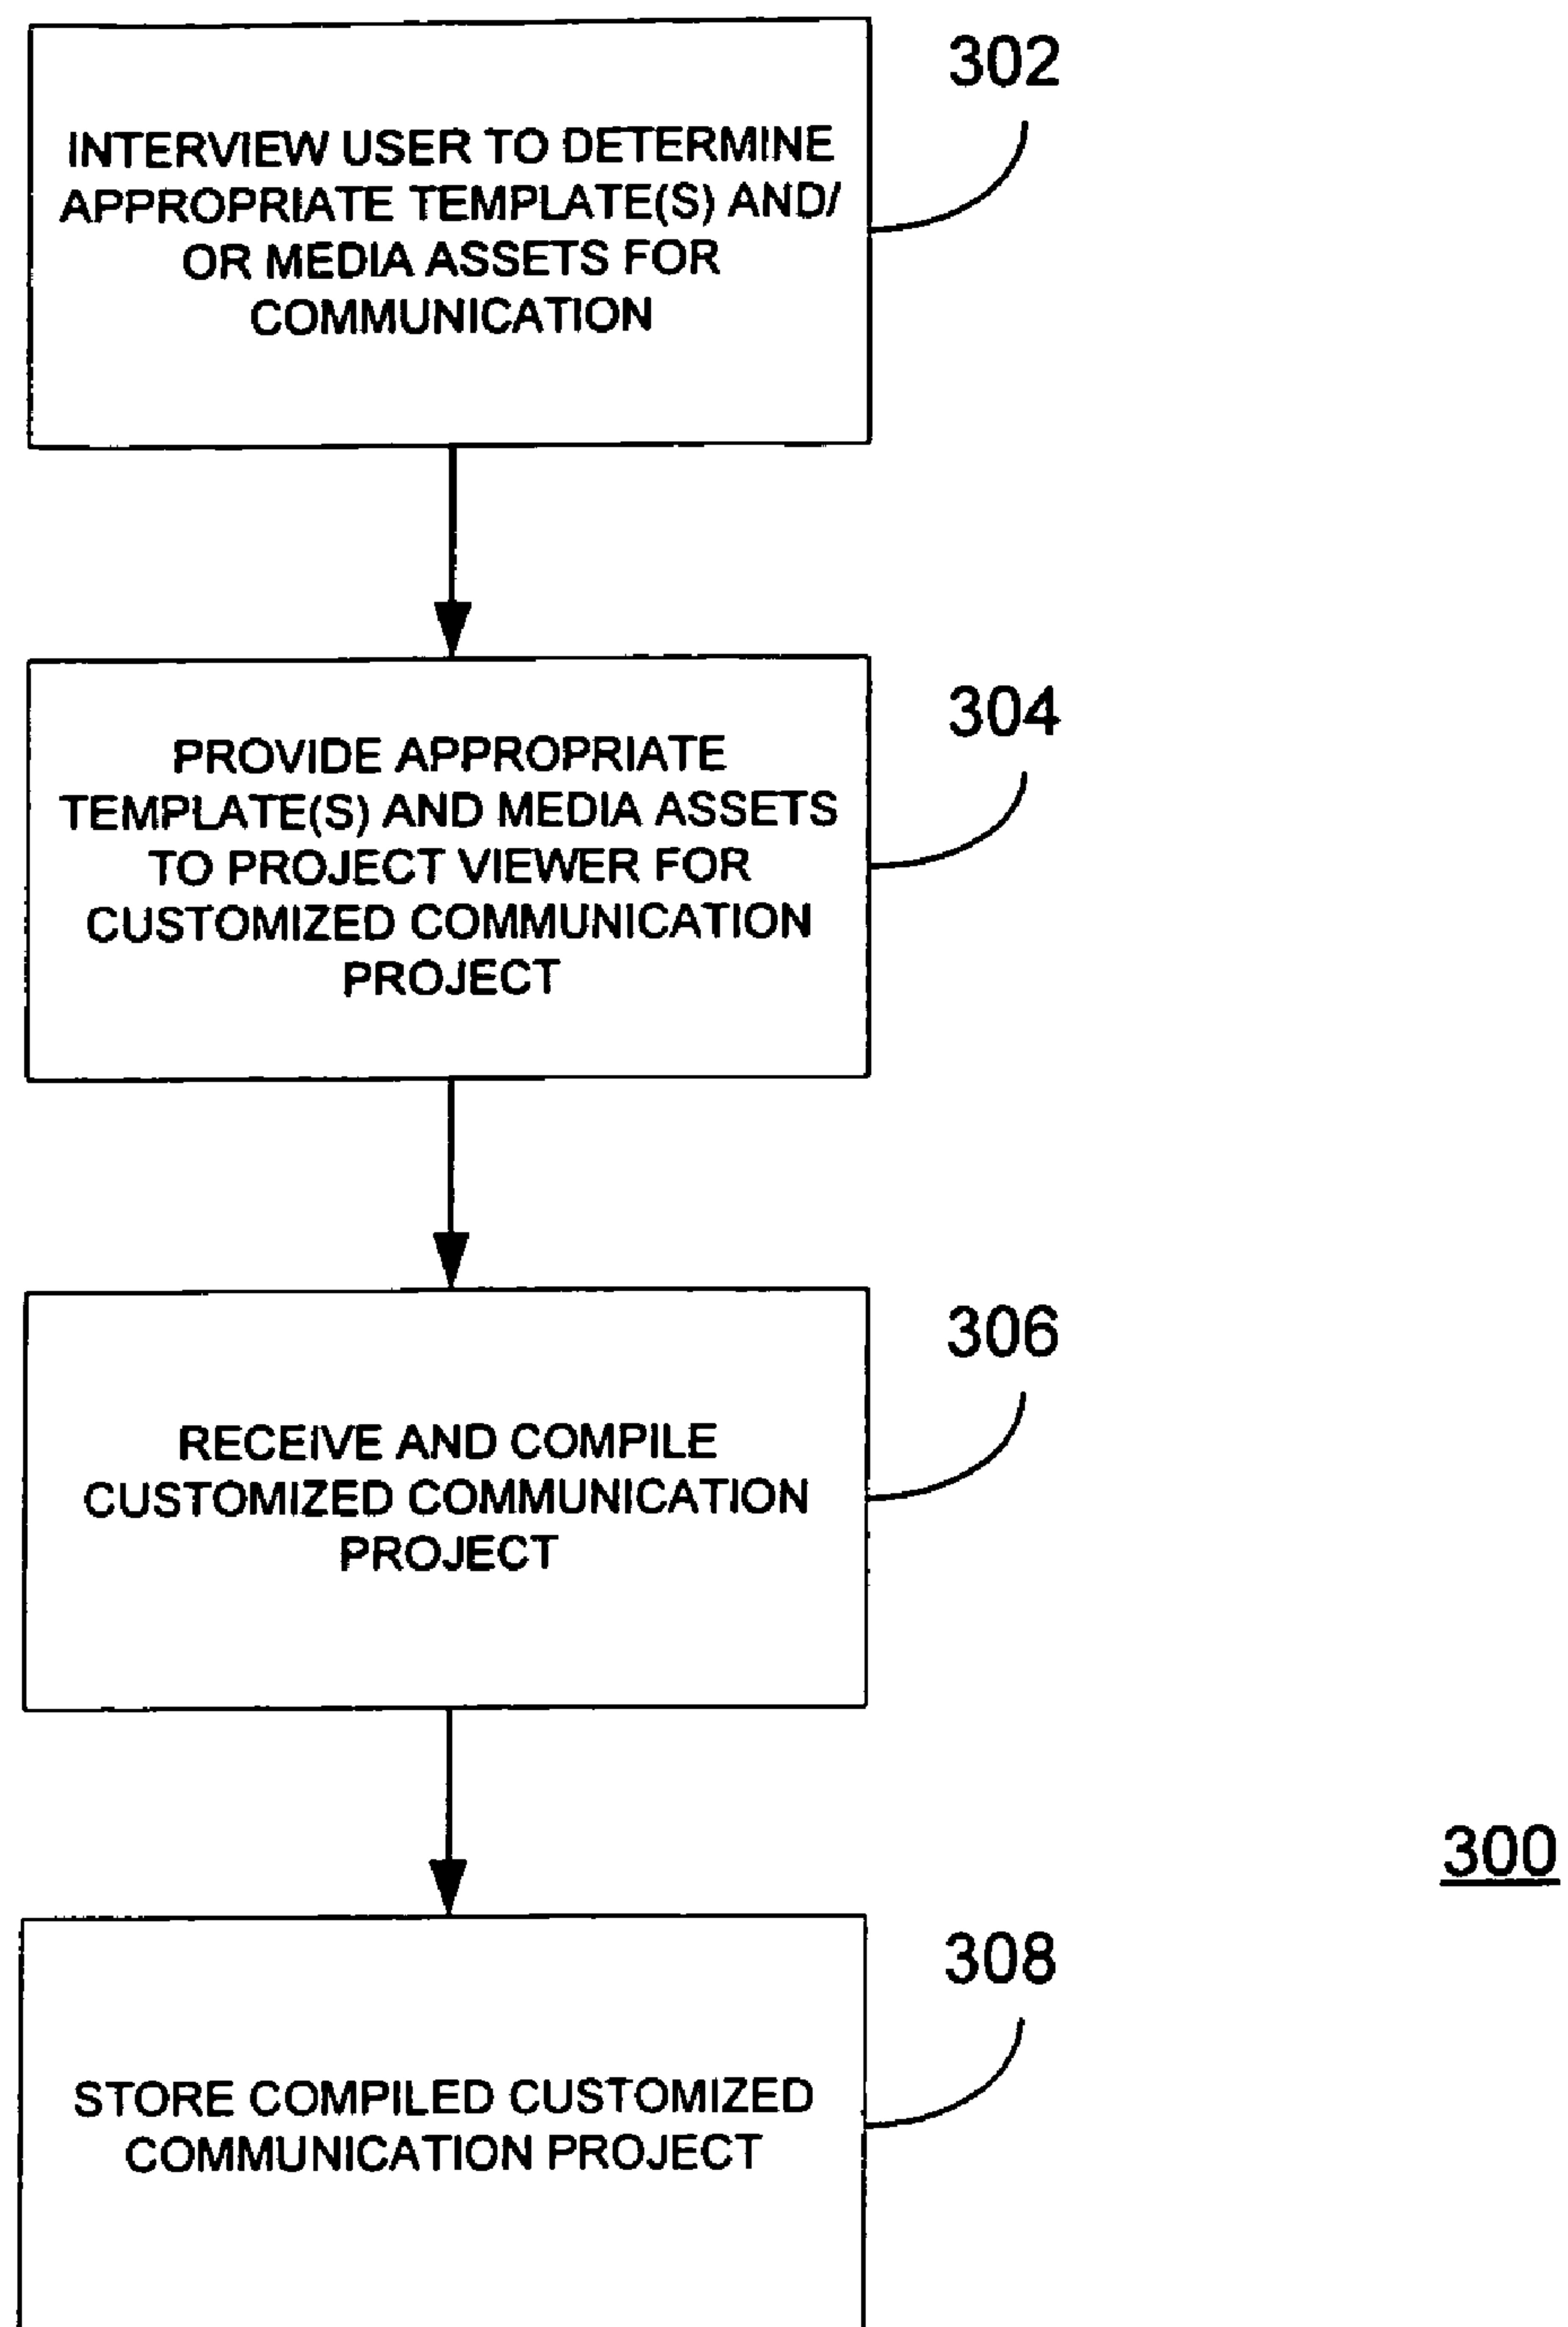 302
INTERVIEW USER TO DETERMINE
APPROPRIATE TEMPLATE(S) AND/
OR MEDIA ASSETS FOR
COMMUNICATION
304
PROVIDE APPROPRIATE
TEMPLATE(S) AND MEDIA ASSETS
TO PROJECT VIEWER FOR
CUSTOMIZED COMMUNICATION
PROJECT
306
RECEIVE AND COMPILE
CUSTOMIZED COMMUNICATION
PROJECT
300
308
STORE COMPILED CUSTOMIZED
COMMUNICATION PROJECT